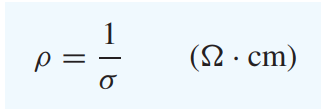 ρ = 1/σ (Ω · cm)